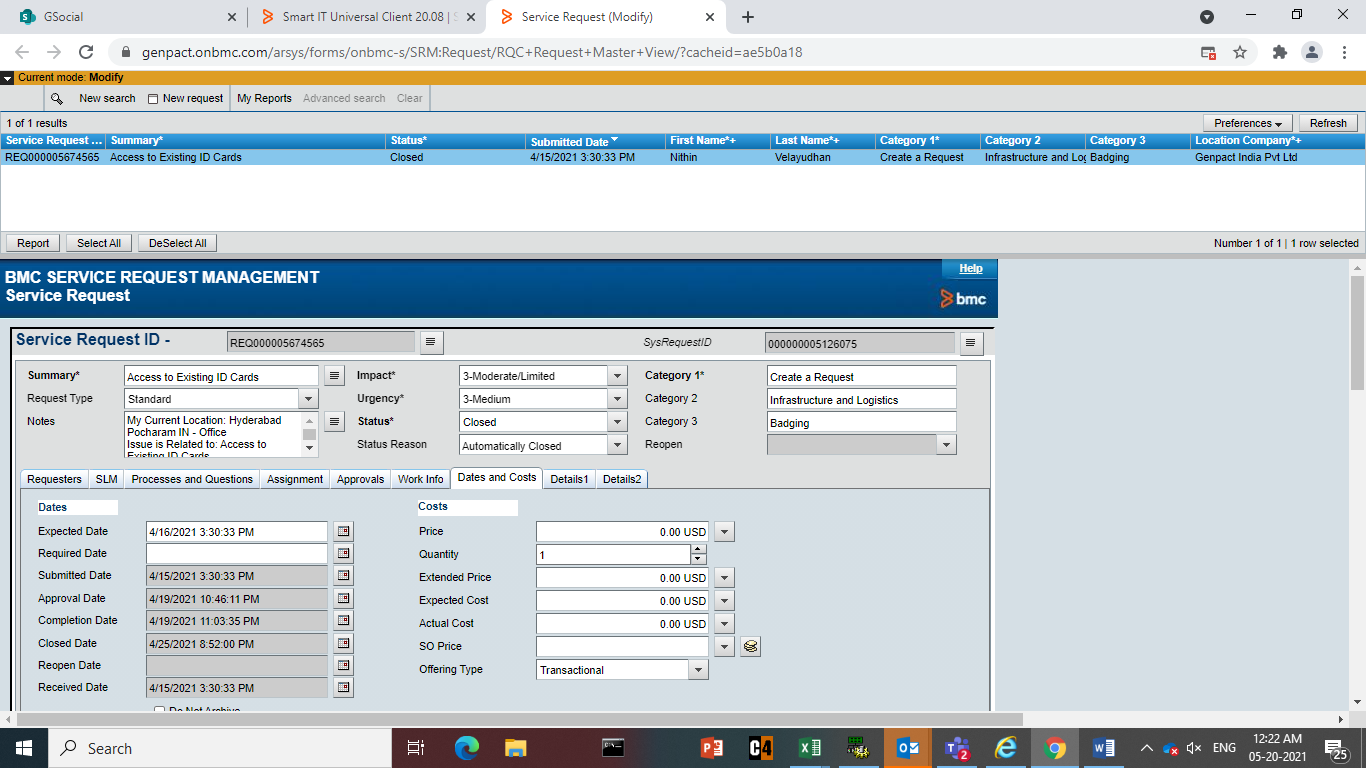 GSocial
Smart IT Universal Client 20.08 | S
Service Request (Modify)
genpact.onbmc.com/arsys/forms/onbmc-s/SRM:Request/RQC+Request+Master+View/?cacheid=ae5b0a18
Current mode: Modify
New search New request My Reports Advanced search Clear
1 of 1 results Preferences Refresh
Service Request ... Summary* Status* Submitted Date First Name*+ Last Name*+ Category 1* Category 2 Category 3 Location Company*+
REQ000005674565 Access to Existing ID Cards Closed 4/15/2021 3:30:33 PM Nithin Velayudhan Create a Request Infrastructure and Log Badging Genpact India Pvt Ltd
Report Select All DeSelect All Number 1 of 1 | 1 row selected
BMC SERVICE REQUEST MANAGEMENT Help
Service Request bmc
Service Request ID - REQ000005674565 SysRequestID 000000005126075
Summary* Access to Existing ID Cards Impact* 3-Moderate/Limited Category 1* Create a Request
Request Type Standard Urgency* 3-Medium Category 2 Infrastructure and Logistics
Notes My Current Location: Hyderabad Status* Closed Category 3 Badging
Pocharam IN - Office
Issue is Related to: Access to Status Reason Automatically Closed Reopen
Existing ID Cards
Requesters SLM Processes and Questions Assignment Approvals Work Info Dates and Costs Details1 Details2
Dates Costs
Expected Date 4/16/2021 3:30:33 PM Price 0.00 USD
Required Date Quantity 1
Submitted Date 4/15/2021 3:30:33 PM Extended Price 0.00 USD
Approval Date 4/19/2021 10:46:11 PM Expected Cost 0.00 USD
Completion Date 4/19/2021 11:03:35 PM Actual Cost 0.00 USD
Closed Date 4/25/2021 8:52:00 PM SO Price
Reopen Date Offering Type Transactional
Received Date 4/15/2021 3:30:33 PM
Do Not Archive
Search ENG 12:22 AM
05-20-2021 25